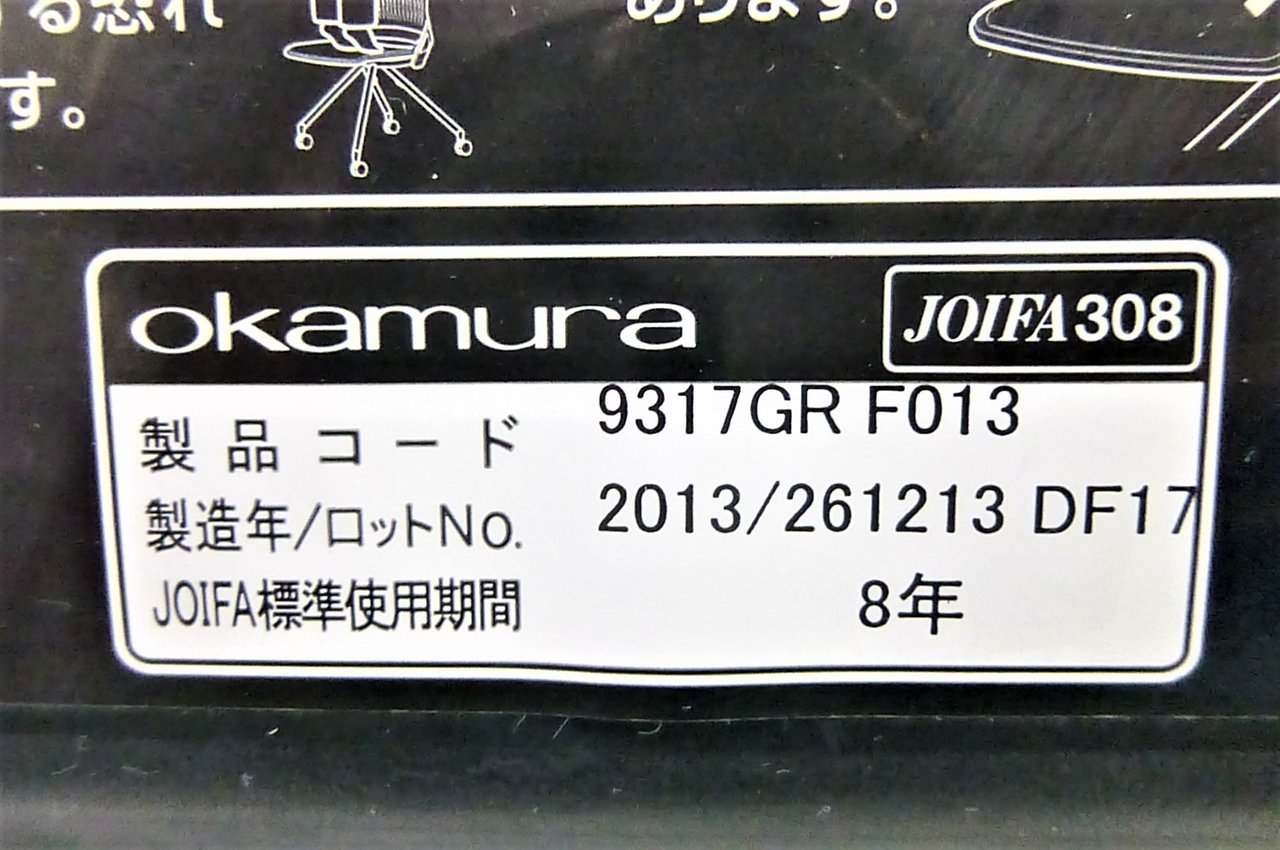 る恐れ
す。
あります。
okamura
JOIFA308
製品コード 9317GR F013
製造年/ロットNo. 2013/261213 DF17
JOIFA標準使用期間 8年